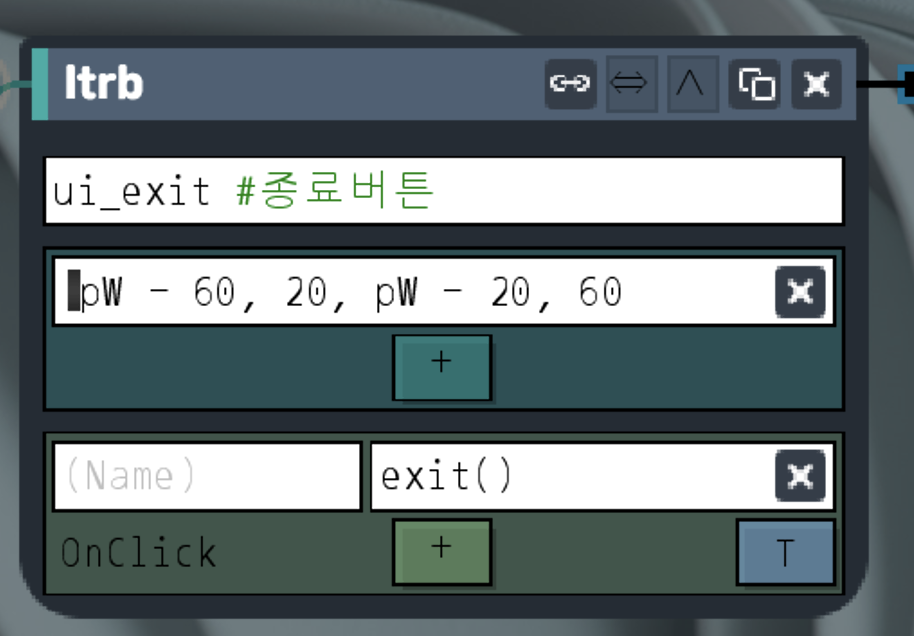 ltrb
ui_exit #종료버튼
pW - 60, 20, pW - 20, 60
+
(Name) exit()
OnClick + T